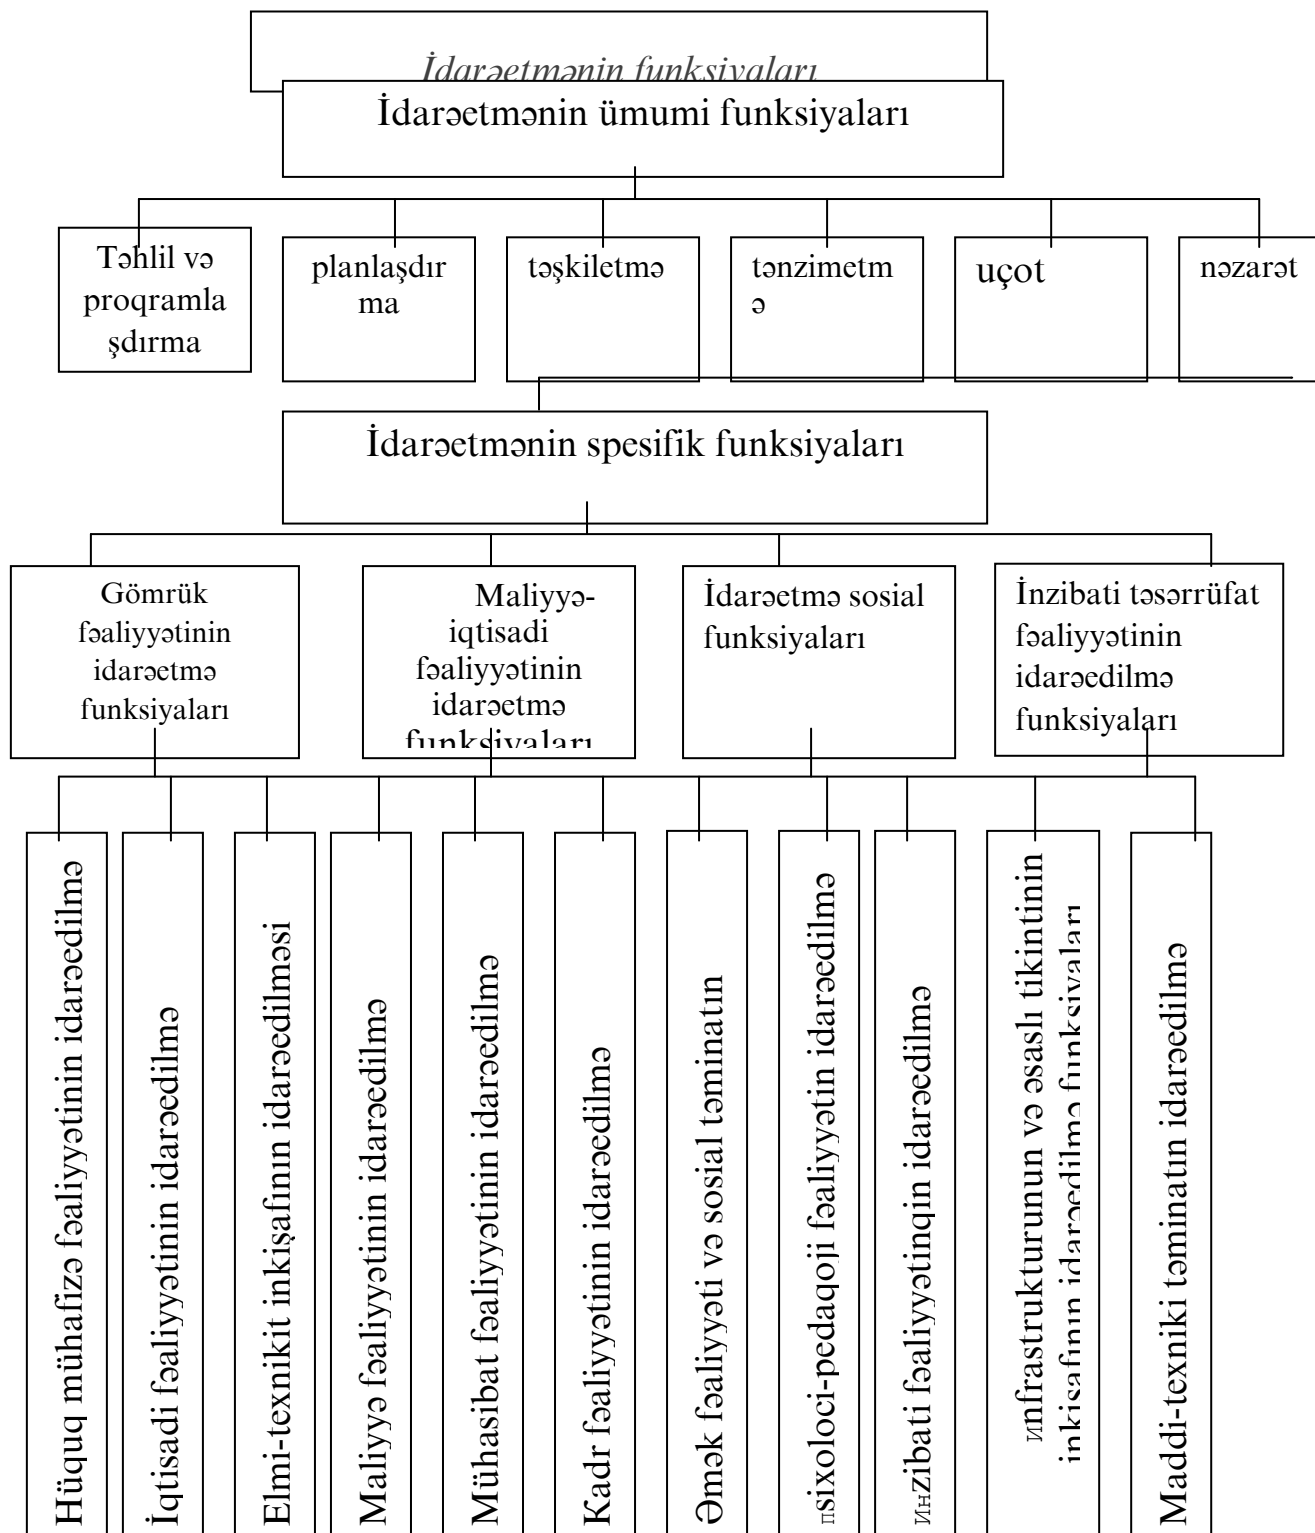 İdarəetmənin funksiyaları
İdarəetmənin ümumi funksiyaları
Təhlil və
proqramla
şdırma
planlaşdır
ma
təşkiletmə
tənzimetm
ə
uçot
nəzarət
İdarəetmənin spesifik funksiyaları
Gömrük
fəaliyyətinin
idarəetmə
funksiyaları
Maliyyə-
iqtisadi
fəaliyyətinin
idarəetmə
funksiyaları
İdarəetmə sosial
funksiyaları
İnzibati təsərrüfat
fəaliyyətinin
idarəedilmə
funksiyaları
Hüquq mühafizə fəaliyyətinin idarəedilmə
İqtisadi fəaliyyətinin idarəedilmə
Elmi-texnikit inkişafının idarəedilməsi
Maliyyə fəaliyyətinin idarəedilmə
Mühasibat fəaliyyətinin idarəedilmə
Kadr fəaliyyətinin idarəedilmə
Əmək fəaliyyəti və sosial təminatın
пsixoloci-pedaqoji fəaliyyətin idarəedilmə
Инzibati fəaliyyətinqin idarəedilmə
иnfrastrukturunun və əsaslı tikintinin
inkişafının idarəedilmə funksiyaları
Maddi-texniki təminatın idarəedilmə